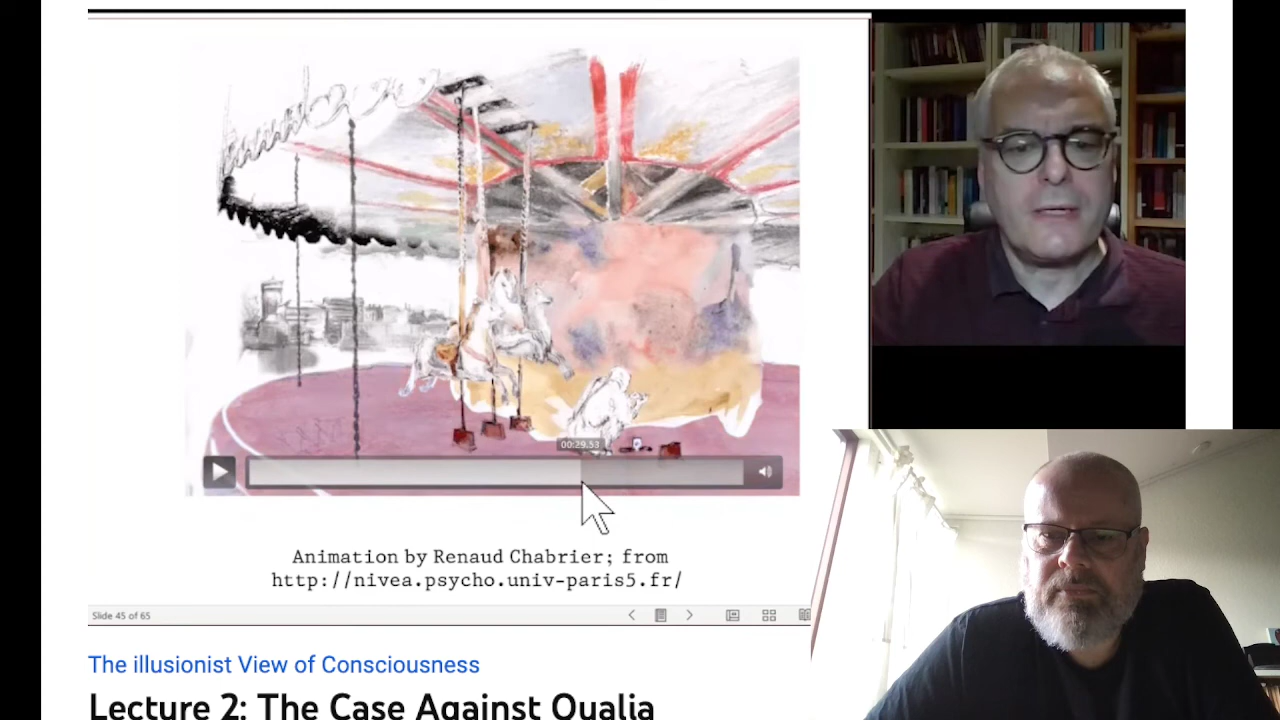 00:29.53
Animation by Renaud Chabrier; from
http://nivea.psycho.univ-paris5.fr/
Slide 45 of 65
The illusionist View of Consciousness
Lecture 2: The Case Against Qualia